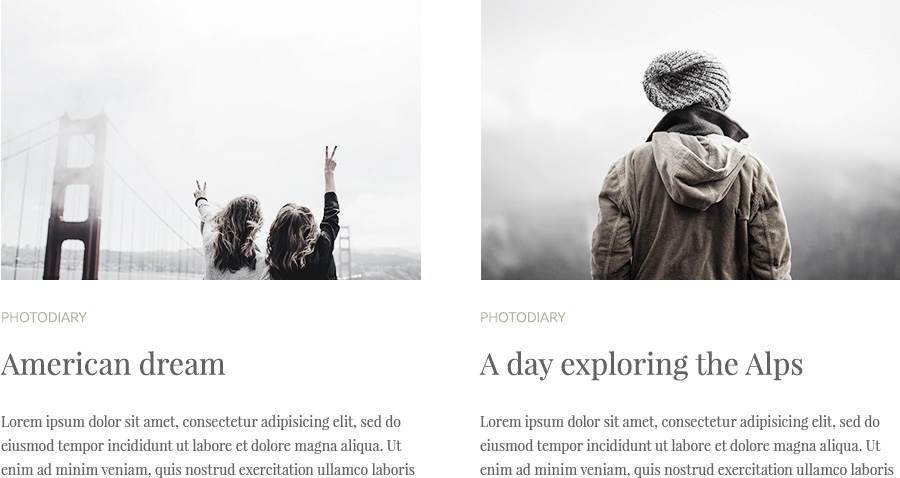 PHOTODIARY
American dream
Lorem ipsum dolor sit amet, consectetur adipisicing elit, sed do
eiusmod tempor incididunt ut labore et dolore magna aliqua. Ut
enim ad minim veniam, quis nostrud exercitation ullamco laboris
PHOTODIARY
A day exploring the Alps
Lorem ipsum dolor sit amet, consectetur adipisicing elit, sed do
eiusmod tempor incididunt ut labore et dolore magna aliqua. Ut
enim ad minim veniam, quis nostrud exercitation ullamco laboris